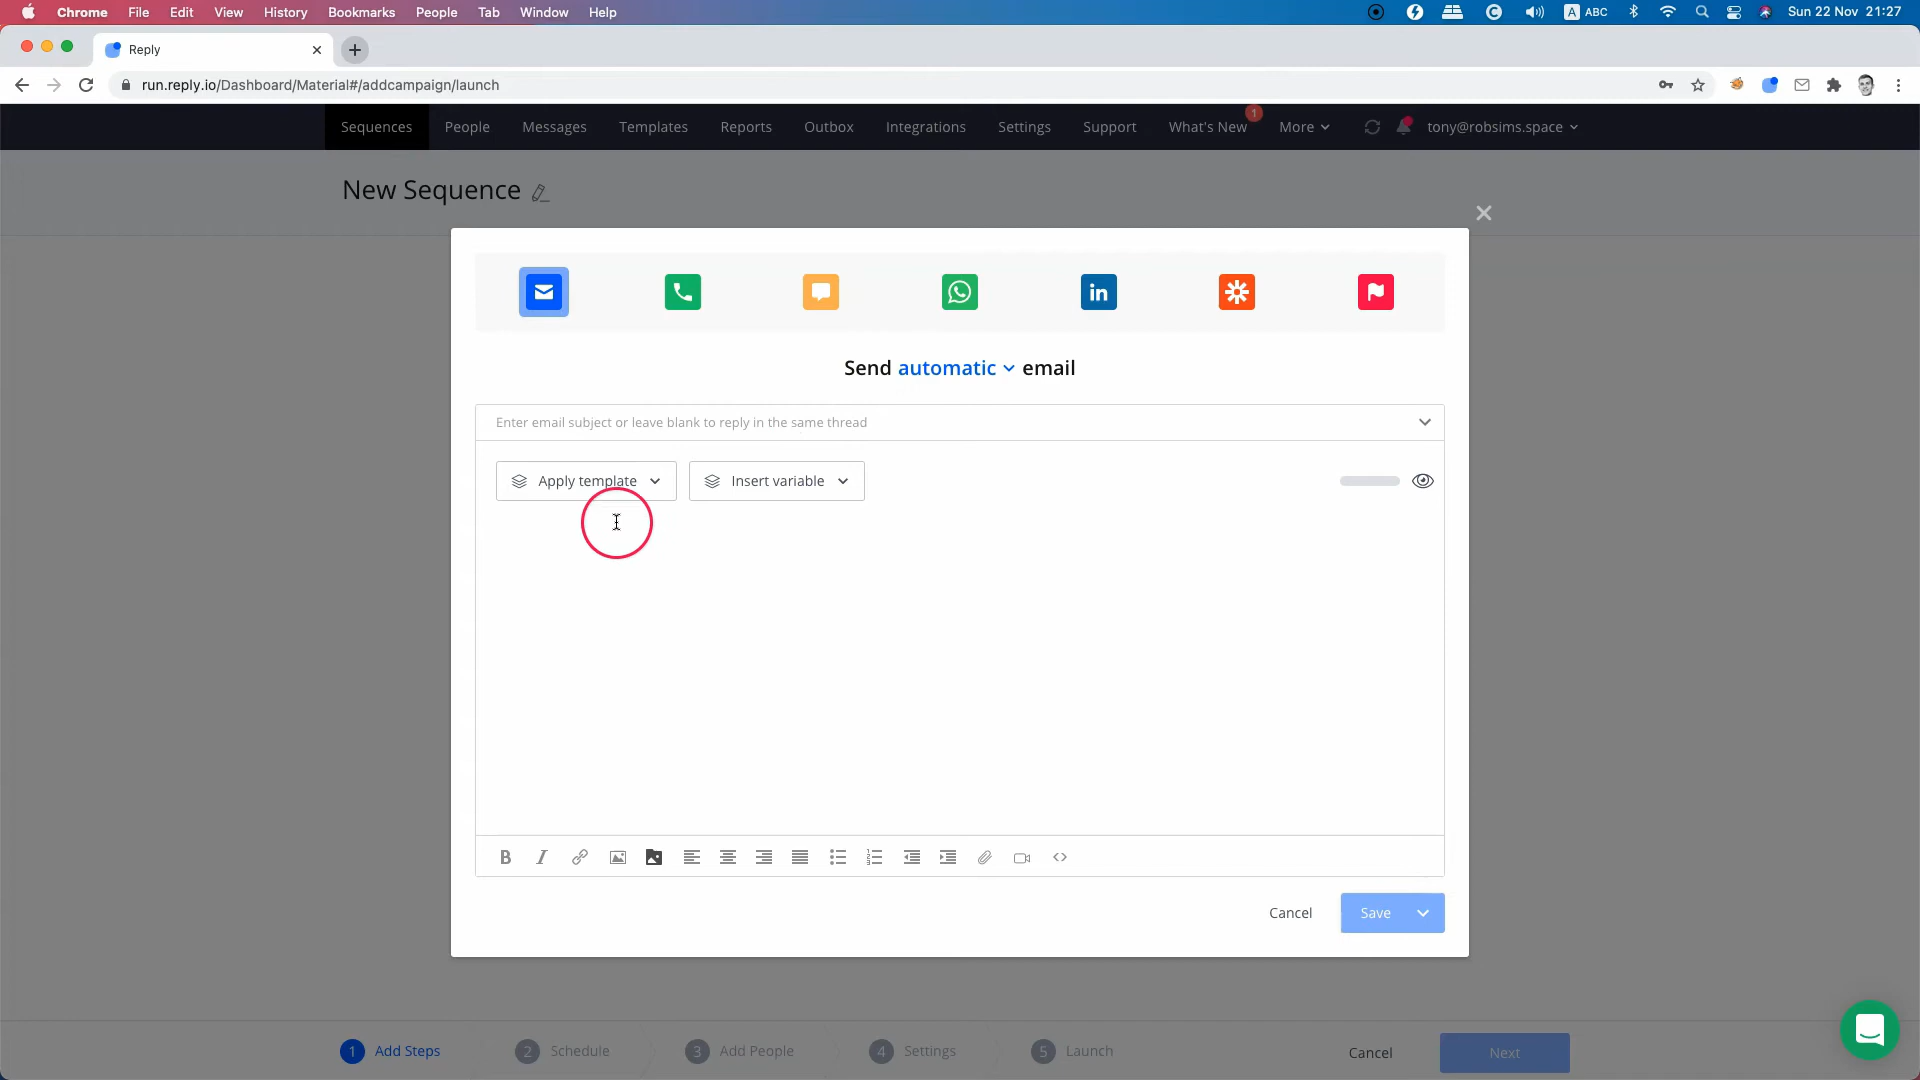 Chrome File Edit View History Bookmarks People Tab Window Help A ABC Sun 22 Nov 21:27
Reply
run.reply.io/Dashboard/Material#/addcampaign/launch
Sequences People Messages Templates Reports Outbox Integrations Settings Support What's New 1 More tony@robsims.space
New Sequence
in
Send automatic email
Enter email subject or leave blank to reply in the same thread
Apply template Insert variable
B I
Cancel Save
1 Add Steps 2 Schedule 3 Add People 4 Settings 5 Launch Cancel Next